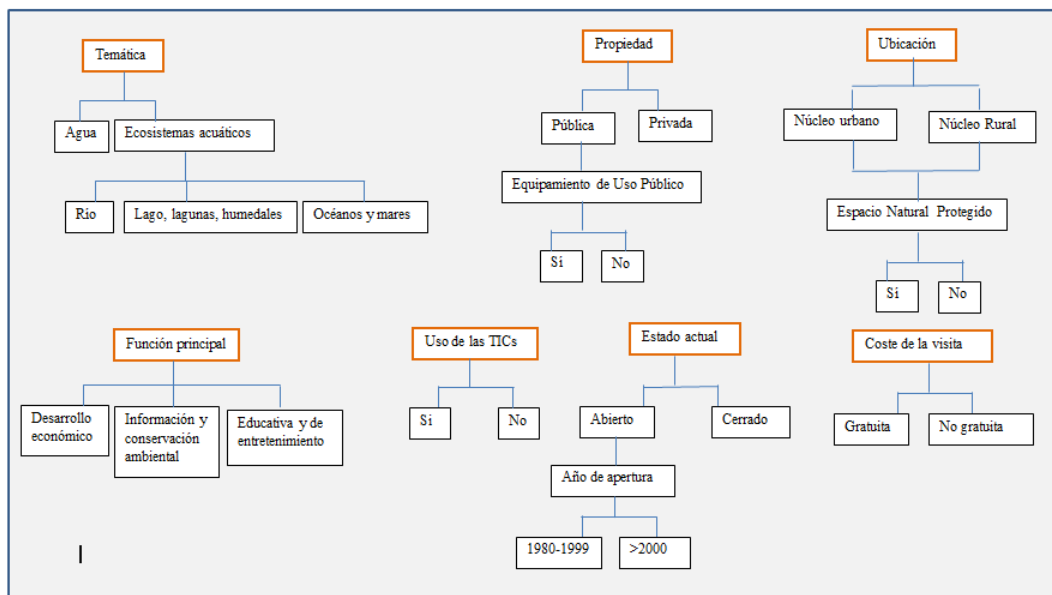 Temática
Agua
Ecosistemas acuáticos
Río
Lago, lagunas, humedales
Océanos y mares
Propiedad
Pública
Privada
Equipamiento de Uso Público
Sí
No
Ubicación
Núcleo urbano
Núcleo Rural
Espacio Natural Protegido
Sí
No
Función principal
Desarrollo
económico
Información y
conservación
ambiental
Educativa y de
entretenimiento
Uso de las TICs
Sí
No
Estado actual
Abierto
Cerrado
Año de apertura
1980-1999
>2000
Coste de la visita
Gratuita
No gratuita